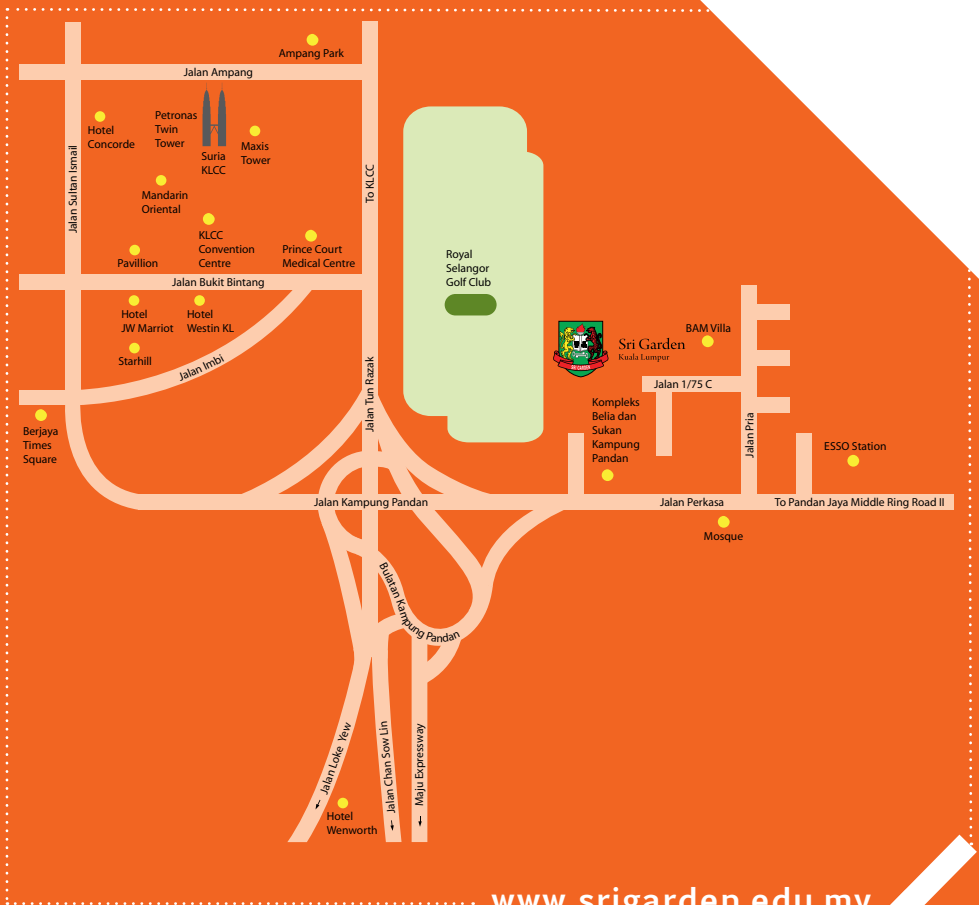 Ampang Park
Jalan Ampang
Petronas
Twin
Tower
Hotel
Concorde
Suria
KLCC
Maxis
Tower
Jalan Sultan Ismail
To KLCC
Mandarin
Oriental
KLCC
Convention
Centre
Prince Court
Medical Centre
Pavillion
Jalan Bukit Bintang
Royal
Selangor
Golf Club
Hotel
JW Marriot
Hotel
Westin KL
Starhill
Jalan Imbi
BAM Villa
SRI GARDEN
Sri Garden
Kuala Lumpur
Jalan 1/75 C
Jalan Tun Razak
Kompleks
Belia dan
Sukan
Kampung
Pandan
Jalan Pria
ESSO Station
Berjaya
Times
Square
Jalan Kampung Pandan
Jalan Perkasa
To Pandan Jaya Middle Ring Road II
Mosque
Bulatan Kampung Pandan
Jalan Loke Yew
Jalan Chan Sow Lin
Maju Expressway
Hotel
Wenworth
www.srigarden.edu.my